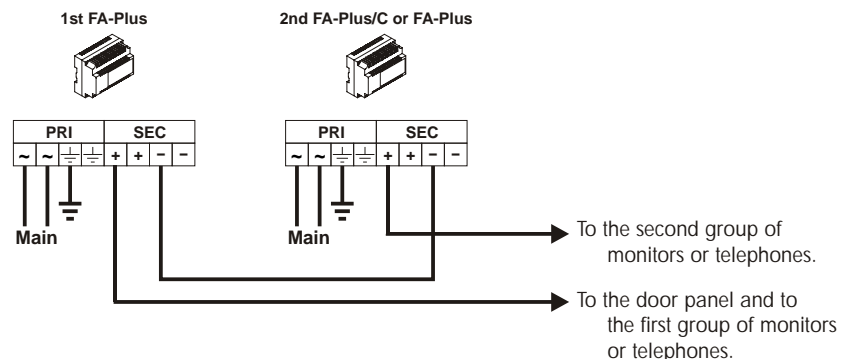 1st FA-Plus
2nd FA-Plus/C or FA-Plus
PRI SEC
~ ~ + + − −
PRI SEC
~ ~ + + − −
Main
Main
To the second group of
monitors or telephones.
To the door panel and to
the first group of monitors
or telephones.